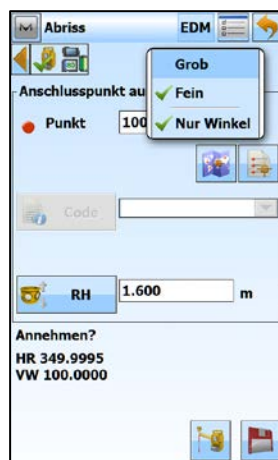 Abriss EDM
Grob
Anschlusspunkt au
Fein
Punkt 100
Nur Winkel
Code
RH 1.600 m
Annehmen?
HR 349.9995
VW 100.0000